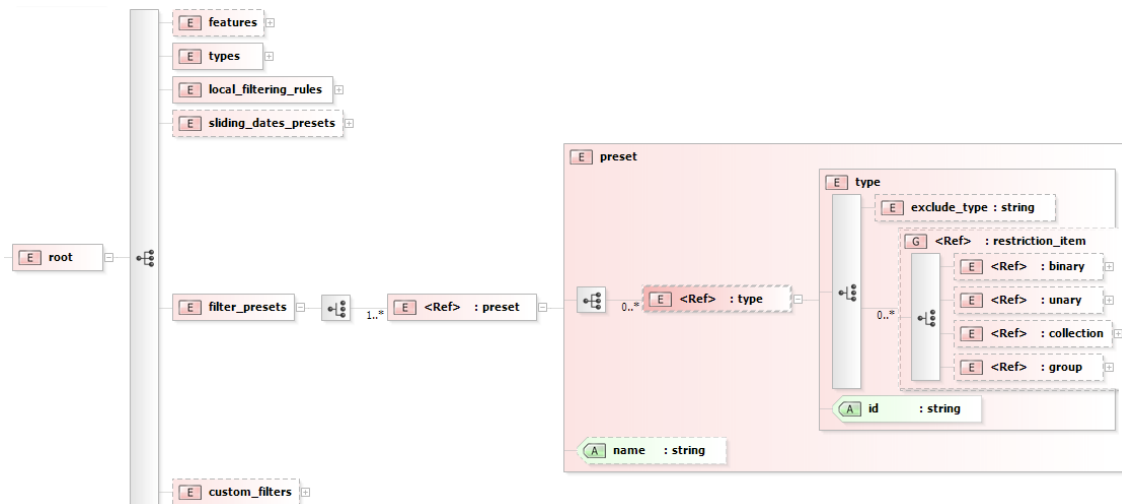 E features
E types
E local_filtering_rules
E sliding_dates_presets
E preset
E type
E exclude_type : string
G <Ref> : restriction_item
E root
E <Ref> : binary
E filter_presets
1..*
E <Ref> : preset
0..*
E <Ref> : type
0..*
E <Ref> : unary
E <Ref> : collection
E <Ref> : group
A id : string
A name : string
E custom_filters